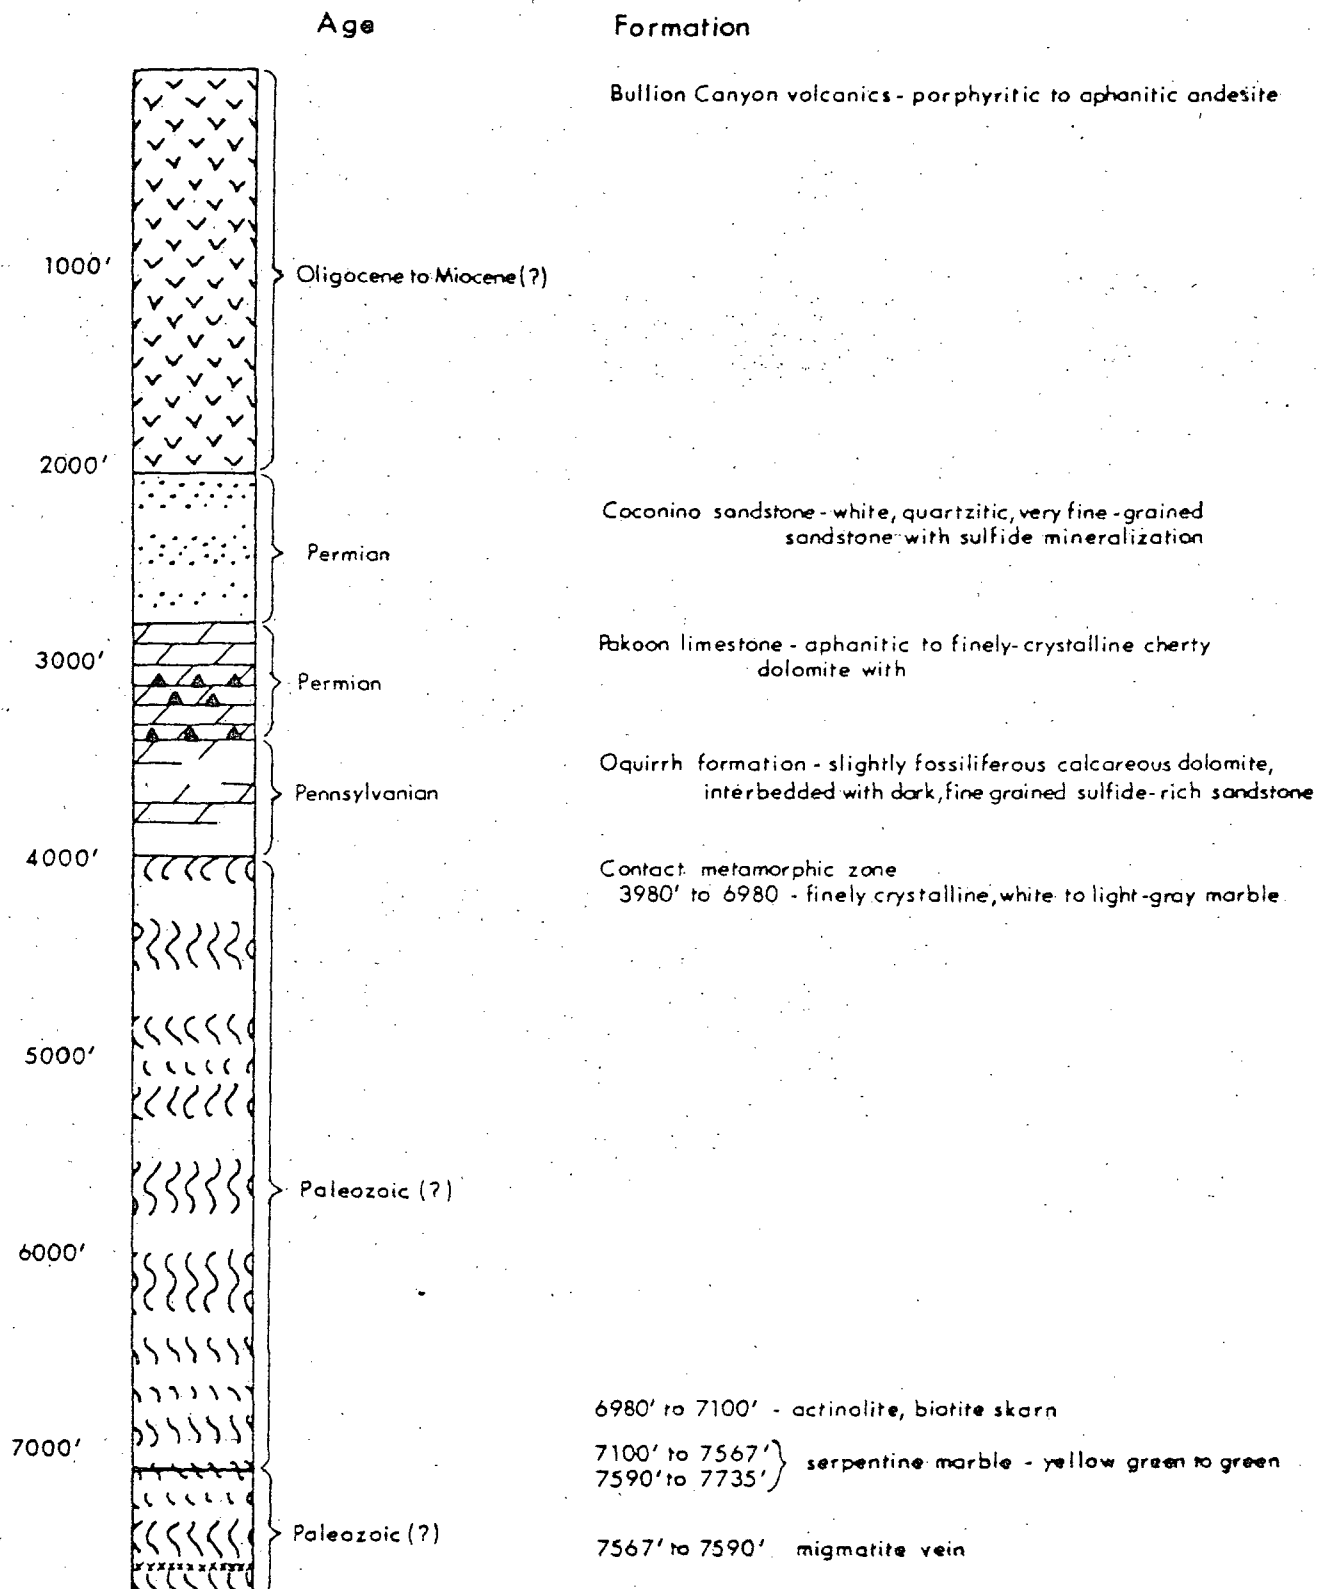 Age Formation
Bullion Canyon volcanics - porphyritic to aphanitic andesite
1000'
Oligocene to Miocene (?)
2000'
Coconino sandstone - white, quartzitic, very fine-grained
sandstone with sulfide mineralization
Permian
Pakoon limestone - aphanitic to finely-crystalline cherty
dolomite with
3000'
Permian
Oquirrh formation - slightly fossiliferous calcareous dolomite,
interbedded with dark, fine grained sulfide-rich sandstone
Pennsylvanian
4000'
Contact metamorphic zone
3980' to 6980 - finely crystalline, white to light-gray marble
5000'
Paleozoic (?)
6000'
6980' to 7100' - actinolite, biotite skarn
7000'
7100' to 7567' } serpentine marble - yellow green to green
7590' to 7735'
Paleozoic (?)
7567' to 7590' migmatite vein